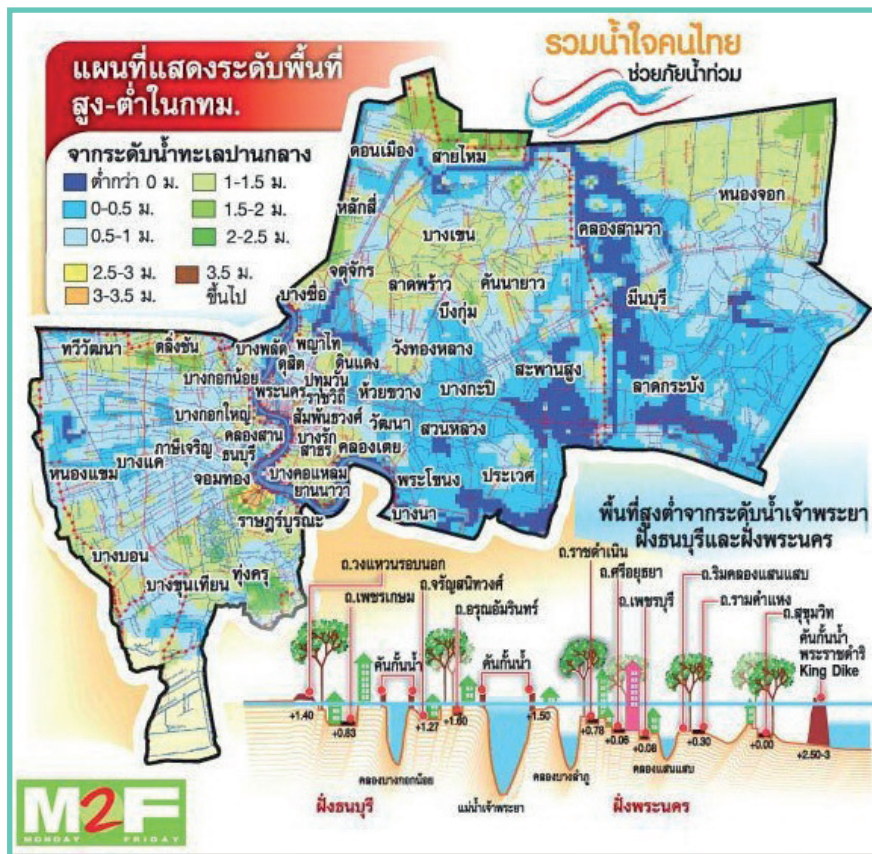 รวมน้ำใจคนไทย
ช่วยภัยน้ำท่วม
แผนที่แสดงระดับพื้นที่
สูง-ต่ำในกทม.
จากระดับน้ำทะเลปานกลาง
ต่ำกว่า 0 ม.
1-1.5 ม.
0-0.5 ม.
1.5-2 ม.
0.5-1 ม.
2-2.5 ม.
2.5-3 ม.
3.5 ม.
ขึ้นไป
3-3.5 ม.
ดอนเมือง
สายไหม
หนองจอก
หลักสี่
บางเขน
คลองสามวา
จตุจักร
ลาดพร้าว
คันนายาว
บางซื่อ
บึงกุ่ม
มีนบุรี
ทวีวัฒนา
ตลิ่งชัน
บางพลัด
พญาไท
ดุสิต
ดินแดง
วังทองหลาง
สะพานสูง
บางกอกน้อย
ปทุมวัน
พระนคร
ราชวิถี
ห้วยขวาง
บางกะปิ
ลาดกระบัง
บางกอกใหญ่
สัมพันธวงศ์
วัฒนา
สวนหลวง
คลองสาน
บางรัก
สาธร
คลองเตย
ภาษีเจริญ
ธนบุรี
บางแค
หนองแขม
จอมทอง
บางคอแหลม
ยานนาวา
พระโขนง
ประเวศ
บางนา
ราษฎร์บูรณะ
บางบอน
บางขุนเทียน
ทุ่งครุ
พื้นที่สูงต่ำจากระดับน้ำเจ้าพระยา
ฝั่งธนบุรีและฝั่งพระนคร
ถ.วงแหวนรอบนอก
ถ.เพชรเกษม
ถ.จรัญสนิทวงศ์
ถ.อรุณอัมรินทร์
ถ.ราชดำเนิน
ถ.ศรีอยุธยา
ถ.เพชรบุรี
ถ.ริมคลองแสนแสบ
ถ.รามคำแหง
ถ.สุขุมวิท
คันกั้นน้ำ
พระราชดำริ
King Dike
คันกั้นน้ำ
คันกั้นน้ำ
+1.40
+0.83
+1.27
+1.60
+1.50
+0.78
+0.08
+0.30
+0.00
+2.50-3
คลองบางกอกน้อย
แม่น้ำเจ้าพระยา
คลองบางลำภู
คลองแสนแสบ
ฝั่งธนบุรี
ฝั่งพระนคร
M2F
MONDAY FRIDAY